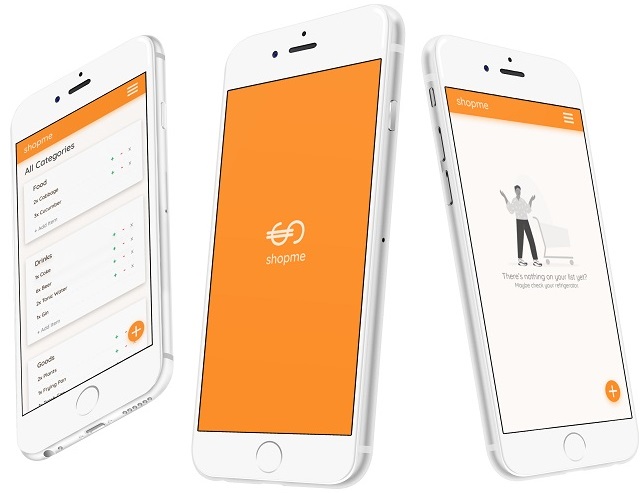 shopme
All Categories
Food
2x Cabbage
3x Cucumber
+ Add Item
Drinks
1x Coke
6x Beer
2x Tonic Water
1x Gin
+ Add Item
Goods
2x Plants
1x Frying Pan
shopme
shopme
There's nothing on your list yet?
Maybe check your refrigerator.